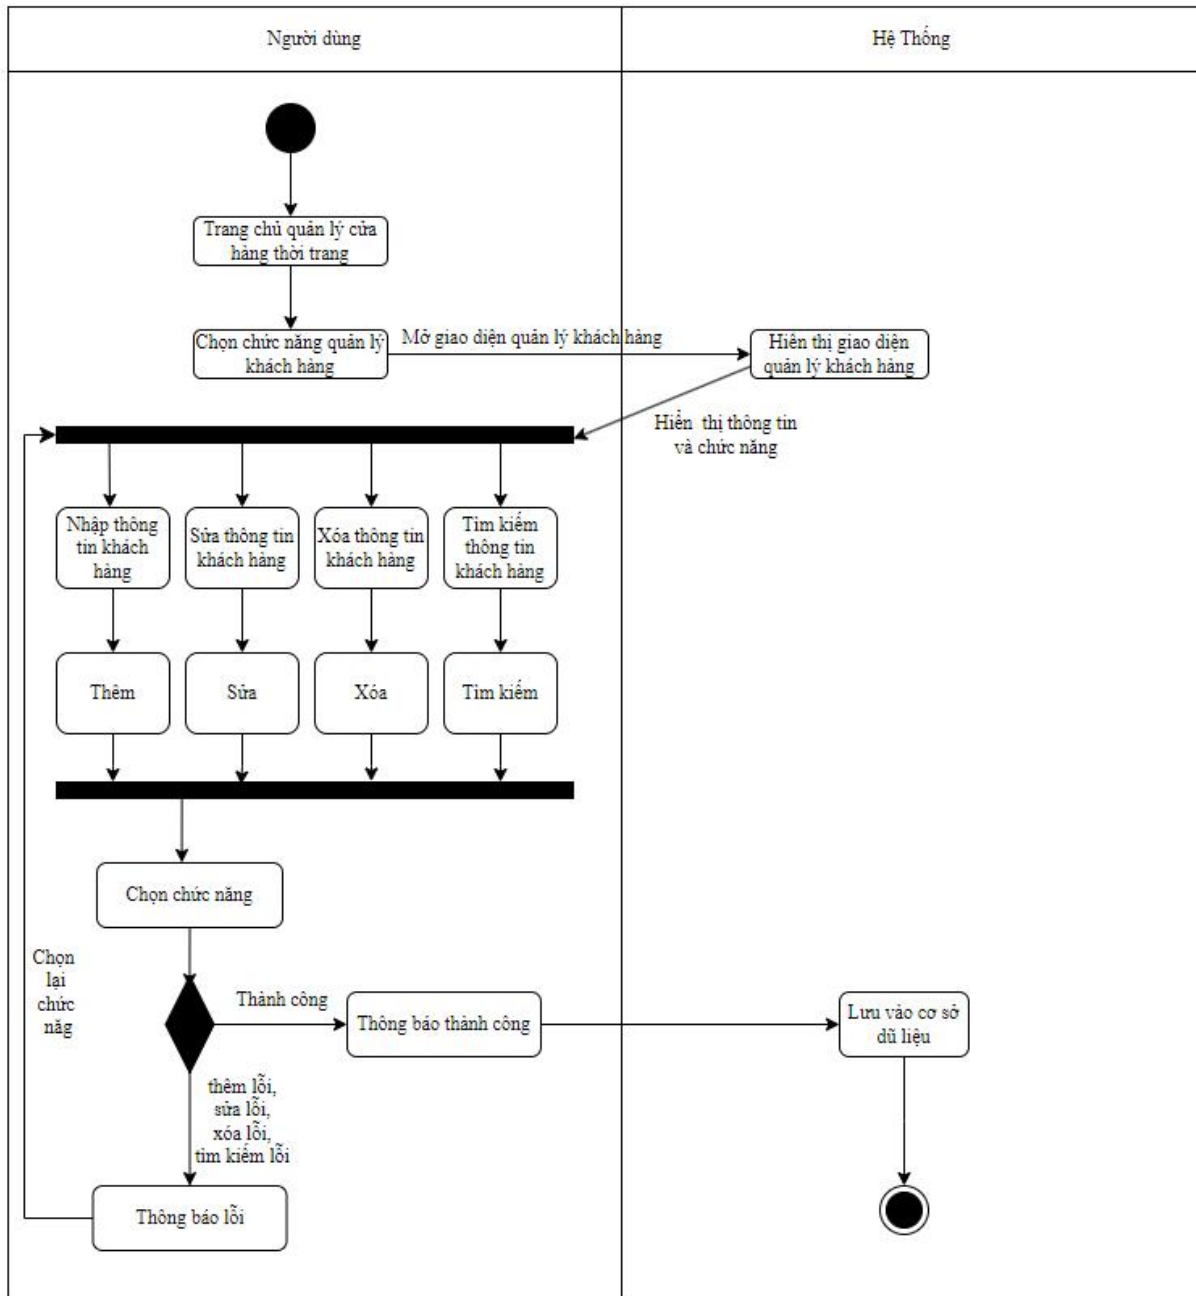 Người dùng
Hệ Thống
Trang chủ quản lý cửa
hàng thời trang
Chọn chức năng quản lý
khách hàng
Mở giao diện quản lý khách hàng
Hiên thị giao diện
quản lý khách hàng
Hiển thị thông tin
và chức năng
Nhập thông
tin khách
hàng
Sửa thông tin
khách hàng
Xóa thông tin
khách hàng
Tìm kiếm
thông tin
khách hàng
Thêm
Sửa
Xóa
Tìm kiếm
Chọn chức năng
Chọn
lại
chức
năg
Thành công
Thông báo thành công
Lưu vào cơ sở
dũ liệu
thêm lỗi,
sửa lỗi,
xóa lỗi,
tìm kiếm lỗi
Thông báo lỗi